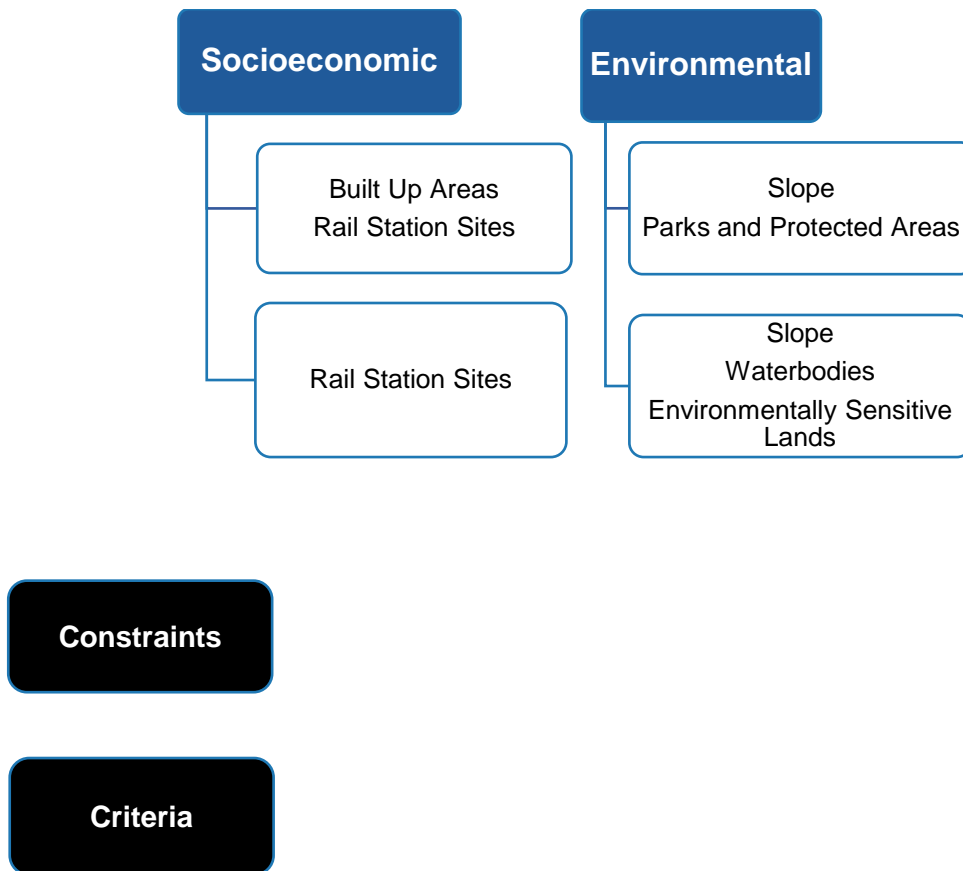 Socioeconomic
Environmental
Built Up Areas
Rail Station Sites
Slope
Parks and Protected Areas
Rail Station Sites
Slope
Waterbodies
Environmentally Sensitive
Lands
Constraints
Criteria